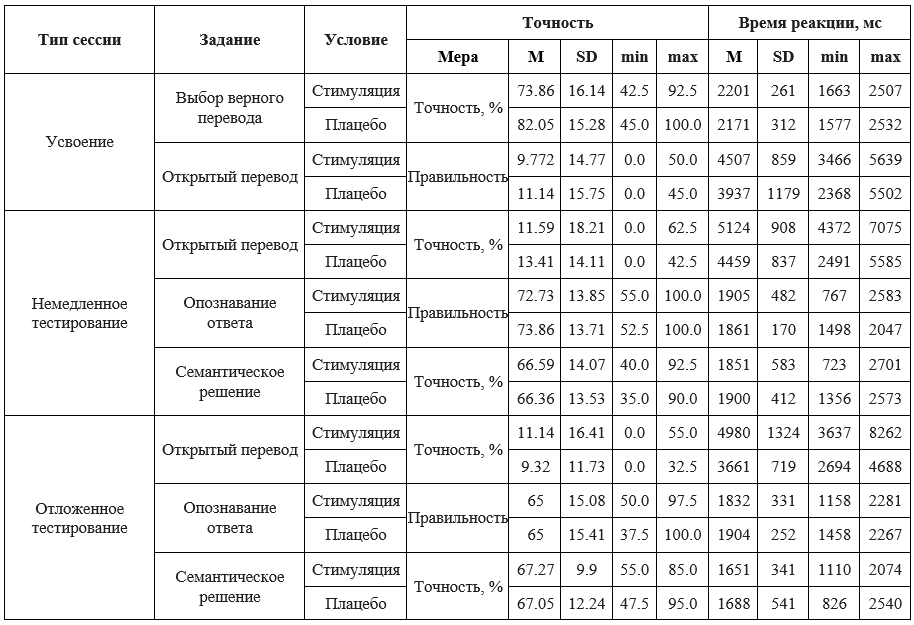 Тип сессии Задание Условие Точность Время реакции, мс
Мера M SD min max M SD min max
Усвоение Выбор верного перевода Стимуляция Точность, % 73.86 16.14 42.5 92.5 2201 261 1663 2507
Плацебо 82.05 15.28 45.0 100.0 2171 312 1577 2532
Открытый перевод Стимуляция Правильность 9.772 14.77 0.0 50.0 4507 859 3466 5639
Плацебо 11.14 15.75 0.0 45.0 3937 1179 2368 5502
Немедленное тестирование Открытый перевод Стимуляция Точность, % 11.59 18.21 0.0 62.5 5124 908 4372 7075
Плацебо 13.41 14.11 0.0 42.5 4459 837 2491 5585
Опознавание ответа Стимуляция Правильность 72.73 13.85 55.0 100.0 1905 482 767 2583
Плацебо 73.86 13.71 52.5 100.0 1861 170 1498 2047
Семантическое решение Стимуляция Точность, % 66.59 14.07 40.0 92.5 1851 583 723 2701
Плацебо 66.36 13.53 35.0 90.0 1900 412 1356 2573
Отложенное тестирование Открытый перевод Стимуляция Точность, % 11.14 16.41 0.0 55.0 4980 1324 3637 8262
Плацебо 9.32 11.73 0.0 32.5 3661 719 2694 4688
Опознавание ответа Стимуляция Правильность 65 15.08 50.0 97.5 1832 331 1158 2281
Плацебо 65 15.41 37.5 100.0 1904 252 1458 2267
Семантическое решение Стимуляция Точность, % 67.27 9.9 55.0 85.0 1651 341 1110 2074
Плацебо 67.05 12.24 47.5 95.0 1688 541 826 2540